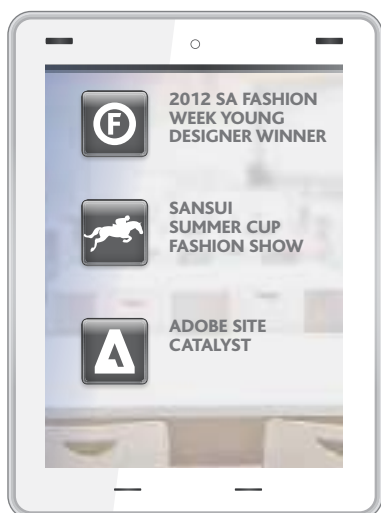 F
2012 SA FASHION
WEEK YOUNG
DESIGNER WINNER
SANSUI
SUMMER CUP
FASHION SHOW
ADOBE SITE
CATALYST